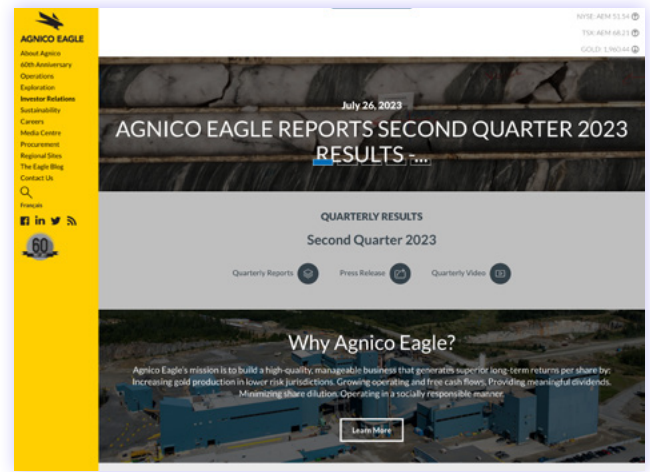 AGNICO EAGLE
About Agnico
60th Anniversary
Operations
Exploration
Investor Relations
Sustainability
Careers
Media Centre
Procurement
Regional Sites
The Eagle Blog
Contact Us
Français
60
NYSE: AEM 51.54
TSX: AEM 68.21
GOLD: 1,960.44
July 26, 2023
AGNICO EAGLE REPORTS SECOND QUARTER 2023
RESULTS -...
QUARTERLY RESULTS
Second Quarter 2023
Quarterly Reports Press Release Quarterly Video
Why Agnico Eagle?
Agnico Eagle's mission is to build a high-quality, manageable business that generates superior long-term returns per share by:
Increasing gold production in lower risk jurisdictions. Growing operating and free cash flows. Providing meaningful dividends.
Minimizing share dilution. Operating in a socially responsible manner.
Learn More